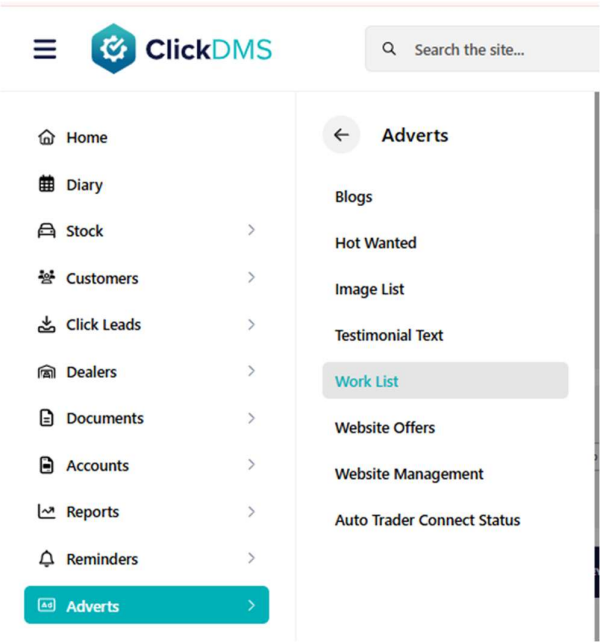 ClickDMS
Search the site...
Home
Diary
Stock
Customers
Click Leads
Dealers
Documents
Accounts
Reports
Reminders
Ad Adverts
Adverts
Blogs
Hot Wanted
Image List
Testimonial Text
Work List
Website Offers
Website Management
Auto Trader Connect Status